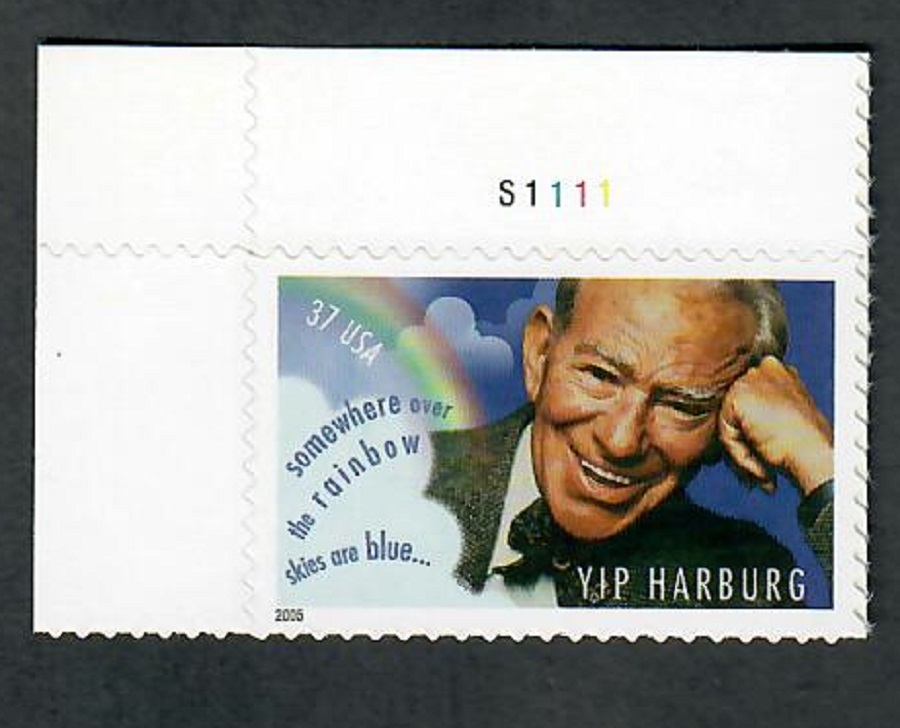 S1111
37 USA
somewhere over
the rainbow
skies are blue...
YIP HARBURG
2005